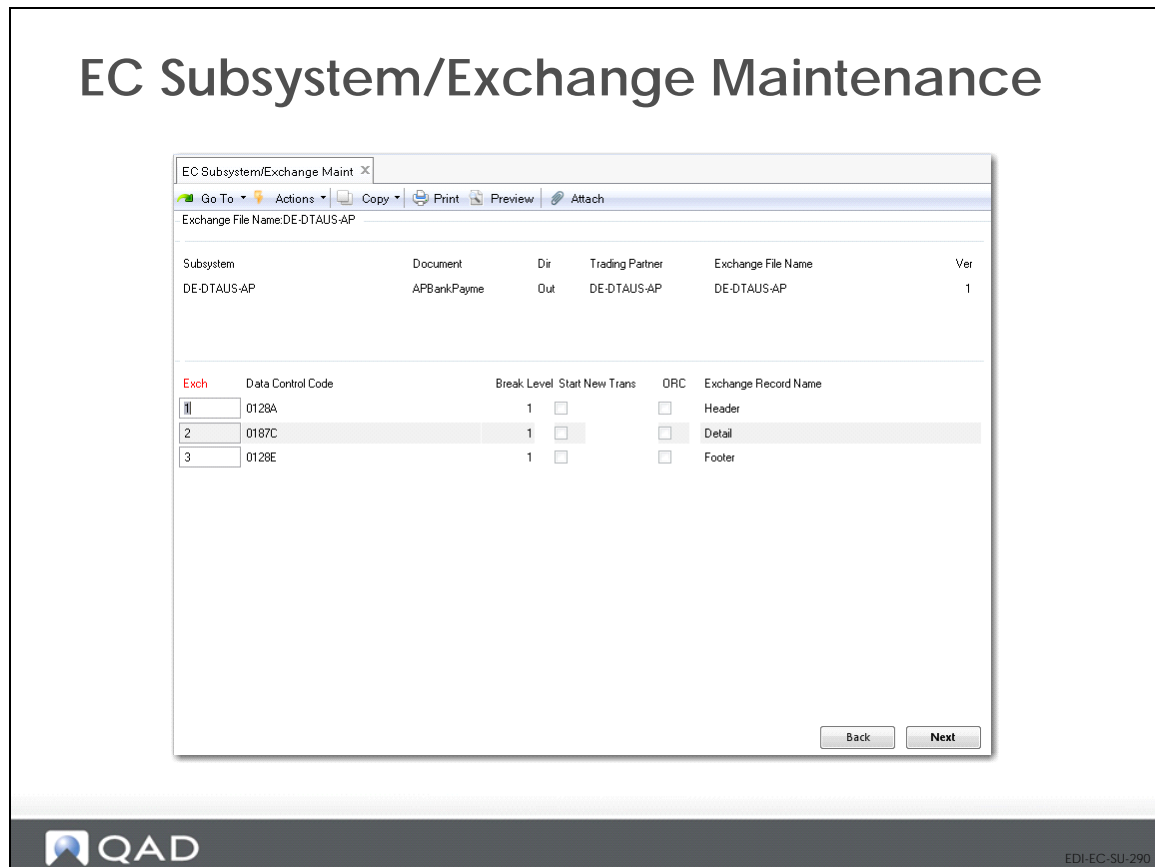 EC Subsystem/Exchange Maintenance
EC Subsystem/Exchange Maint X
Go To Actions Copy Print Preview Attach
Exchange File Name:DE-DTAUS-AP
Subsystem Document Dir Trading Partner Exchange File Name Ver
DE-DTAUS-AP APBankPayme Out DE-DTAUS-AP DE-DTAUS-AP 1
Exch Data Control Code Break Level Start New Trans ORC Exchange Record Name
1 0128A 1 Header
2 0187C 1 Detail
3 0128E 1 Footer
Back Next
QAD
EDI-EC-SU-290